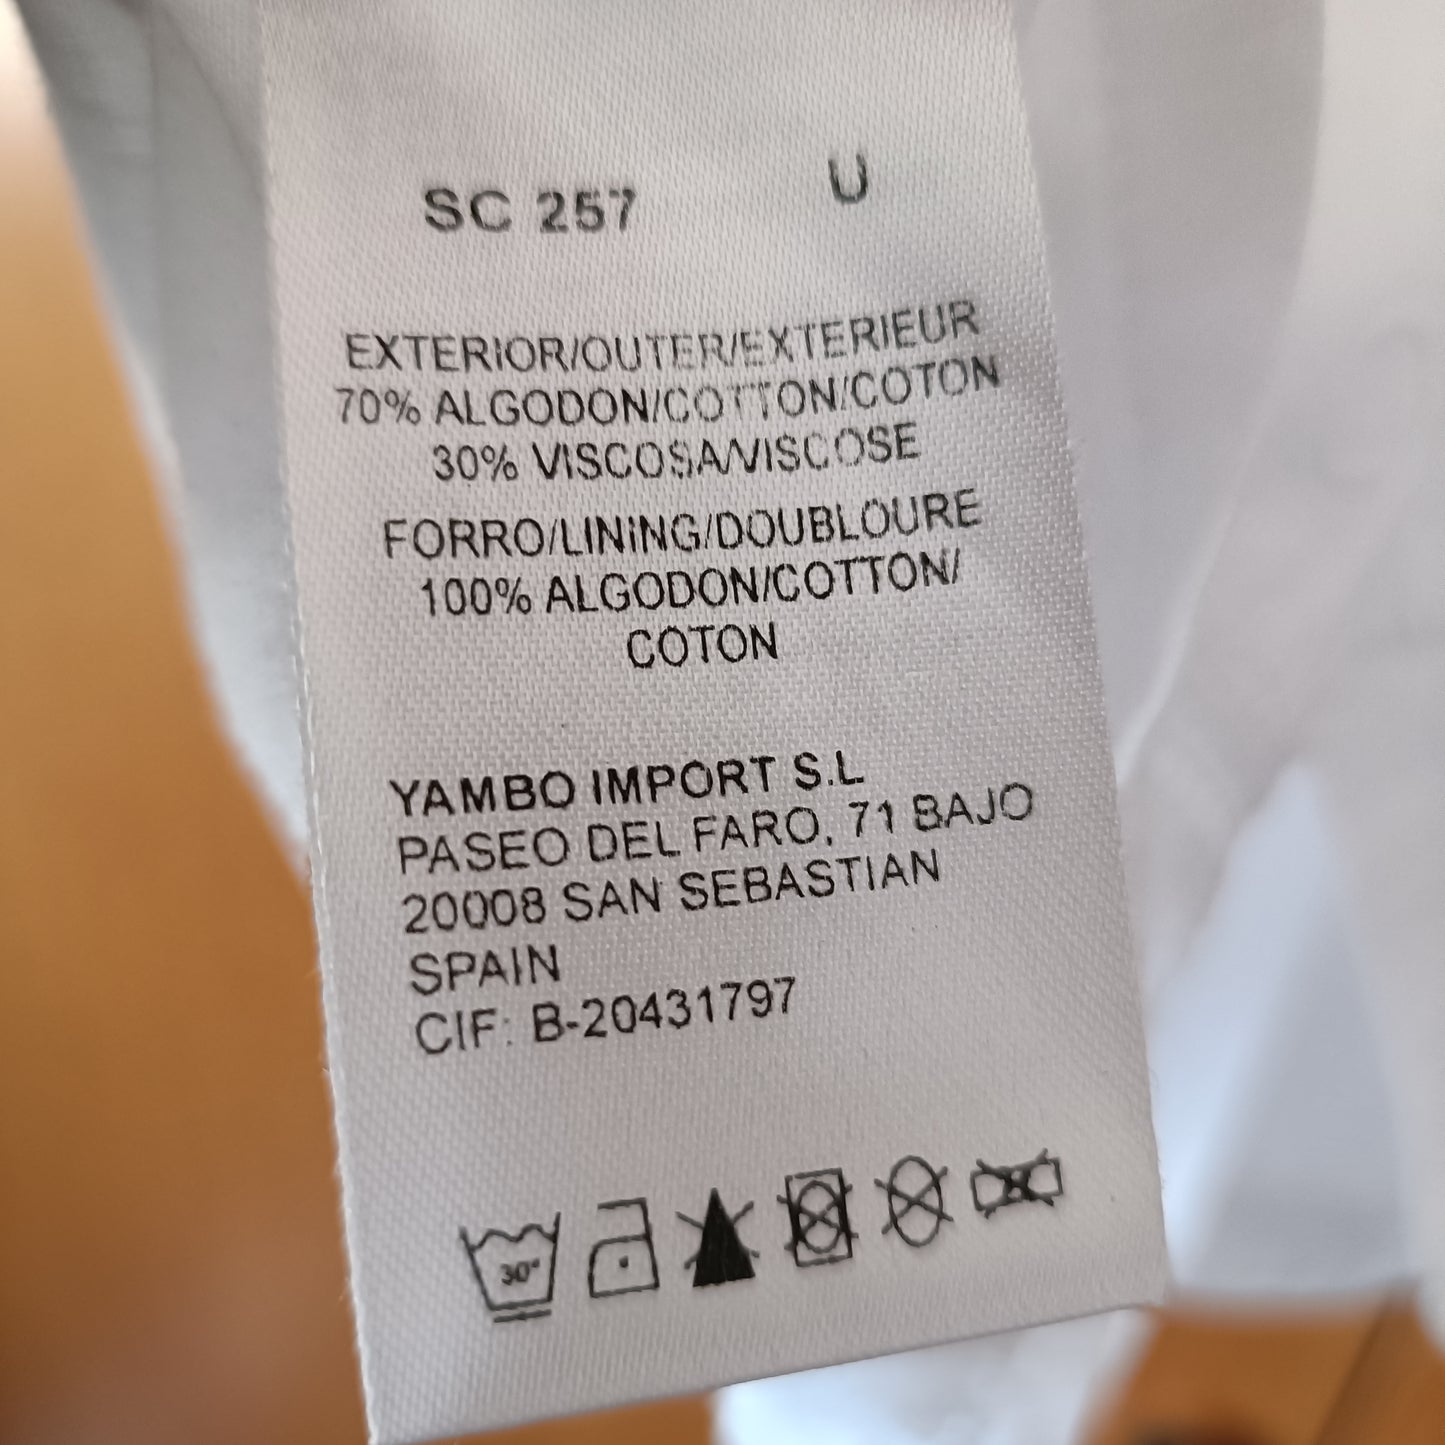 SC 257 U
EXTERIOR/OUTER/EXTERIEUR
70% ALGODON/COTTON/COTON
30% VISCOSA/VISCOSE
FORRO/LINING/DOUBLOURE
100% ALGODON/COTTON/
COTON
YAMBO IMPORT S.L
PASEO DEL FARO, 71 BAJO
20008 SAN SEBASTIAN
SPAIN
CIF: B-20431797
30°